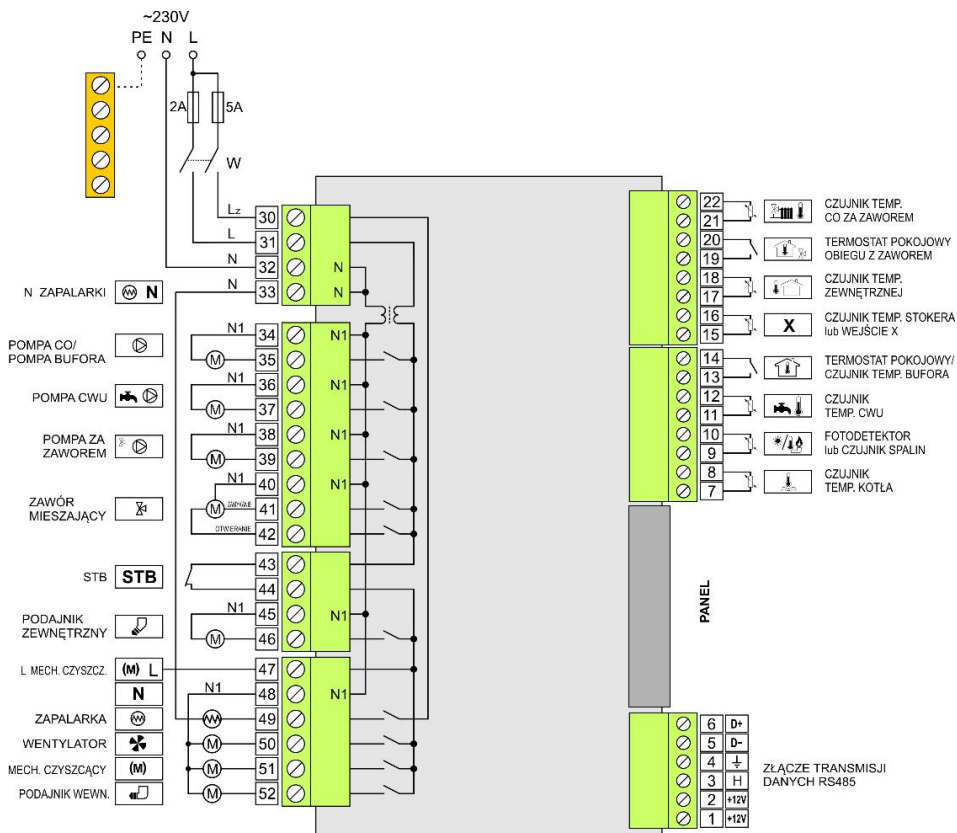 ~230V
PE N L
2A 5A
W
Lz 30
L 31
N 32 N
N 33 N
N ZAPALARKI N
N1 34 N1
POMPA CO/
POMPA BUFORA
M 35
N1 36 N1
POMPA CWU
M 37
N1 38 N1
POMPA ZA
ZAWOREM
M 39
N1 40 N1
ZAWÓR
MIESZAJĄCY
M ZAMYKANIE 41
OTWIERANIE 42
43
STB STB
44
N1 45 N1
PODAJNIK
ZEWNĘTRZNY
M 46
L MECH. CZYSZCZ. (M) L 47
N N1 48 N1
ZAPALARKA 49
WENTYLATOR M 50
MECH. CZYSZCĄCY (M) M 51
PODAJNIK WEWN. M 52
22
21
CZUJNIK TEMP.
CO ZA ZAWOREM
20
19
TERMOSTAT POKOJOWY
OBIEGU Z ZAWOREM
18
17
CZUJNIK TEMP.
ZEWNĘTRZNEJ
16
15
X
CZUJNIK TEMP. STOKERA
lub WEJŚCIE X
14
13
TERMOSTAT POKOJOWY/
CZUJNIK TEMP. BUFORA
12
11
CZUJNIK
TEMP. CWU
10
9
FOTODETEKTOR
lub CZUJNIK SPALIN
8
7
CZUJNIK
TEMP. KOTŁA
PANEL
6 D+
5 D-
4
3 H
2 +12V
1 +12V
ZŁĄCZE TRANSMISJI
DANYCH RS485